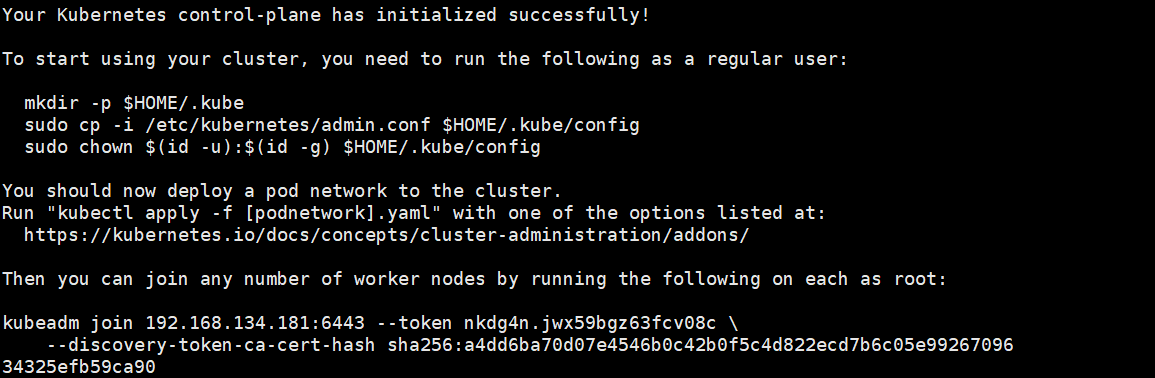 Your Kubernetes control-plane has initialized successfully!
To start using your cluster, you need to run the following as a regular user:
mkdir -p $HOME/.kube
sudo cp -i /etc/kubernetes/admin.conf $HOME/.kube/config
sudo chown $(id -u):$(id -g) $HOME/.kube/config
You should now deploy a pod network to the cluster.
Run "kubectl apply -f [podnetwork].yaml" with one of the options listed at:
https://kubernetes.io/docs/concepts/cluster-administration/addons/
Then you can join any number of worker nodes by running the following on each as root:
kubeadm join 192.168.134.181:6443 --token nkdg4n.jwx59bgz63fcv08c \
--discovery-token-ca-cert-hash sha256:a4dd6ba70d07e4546b0c42b0f5c4d822ecd7b6c05e99267096
34325efb59ca90